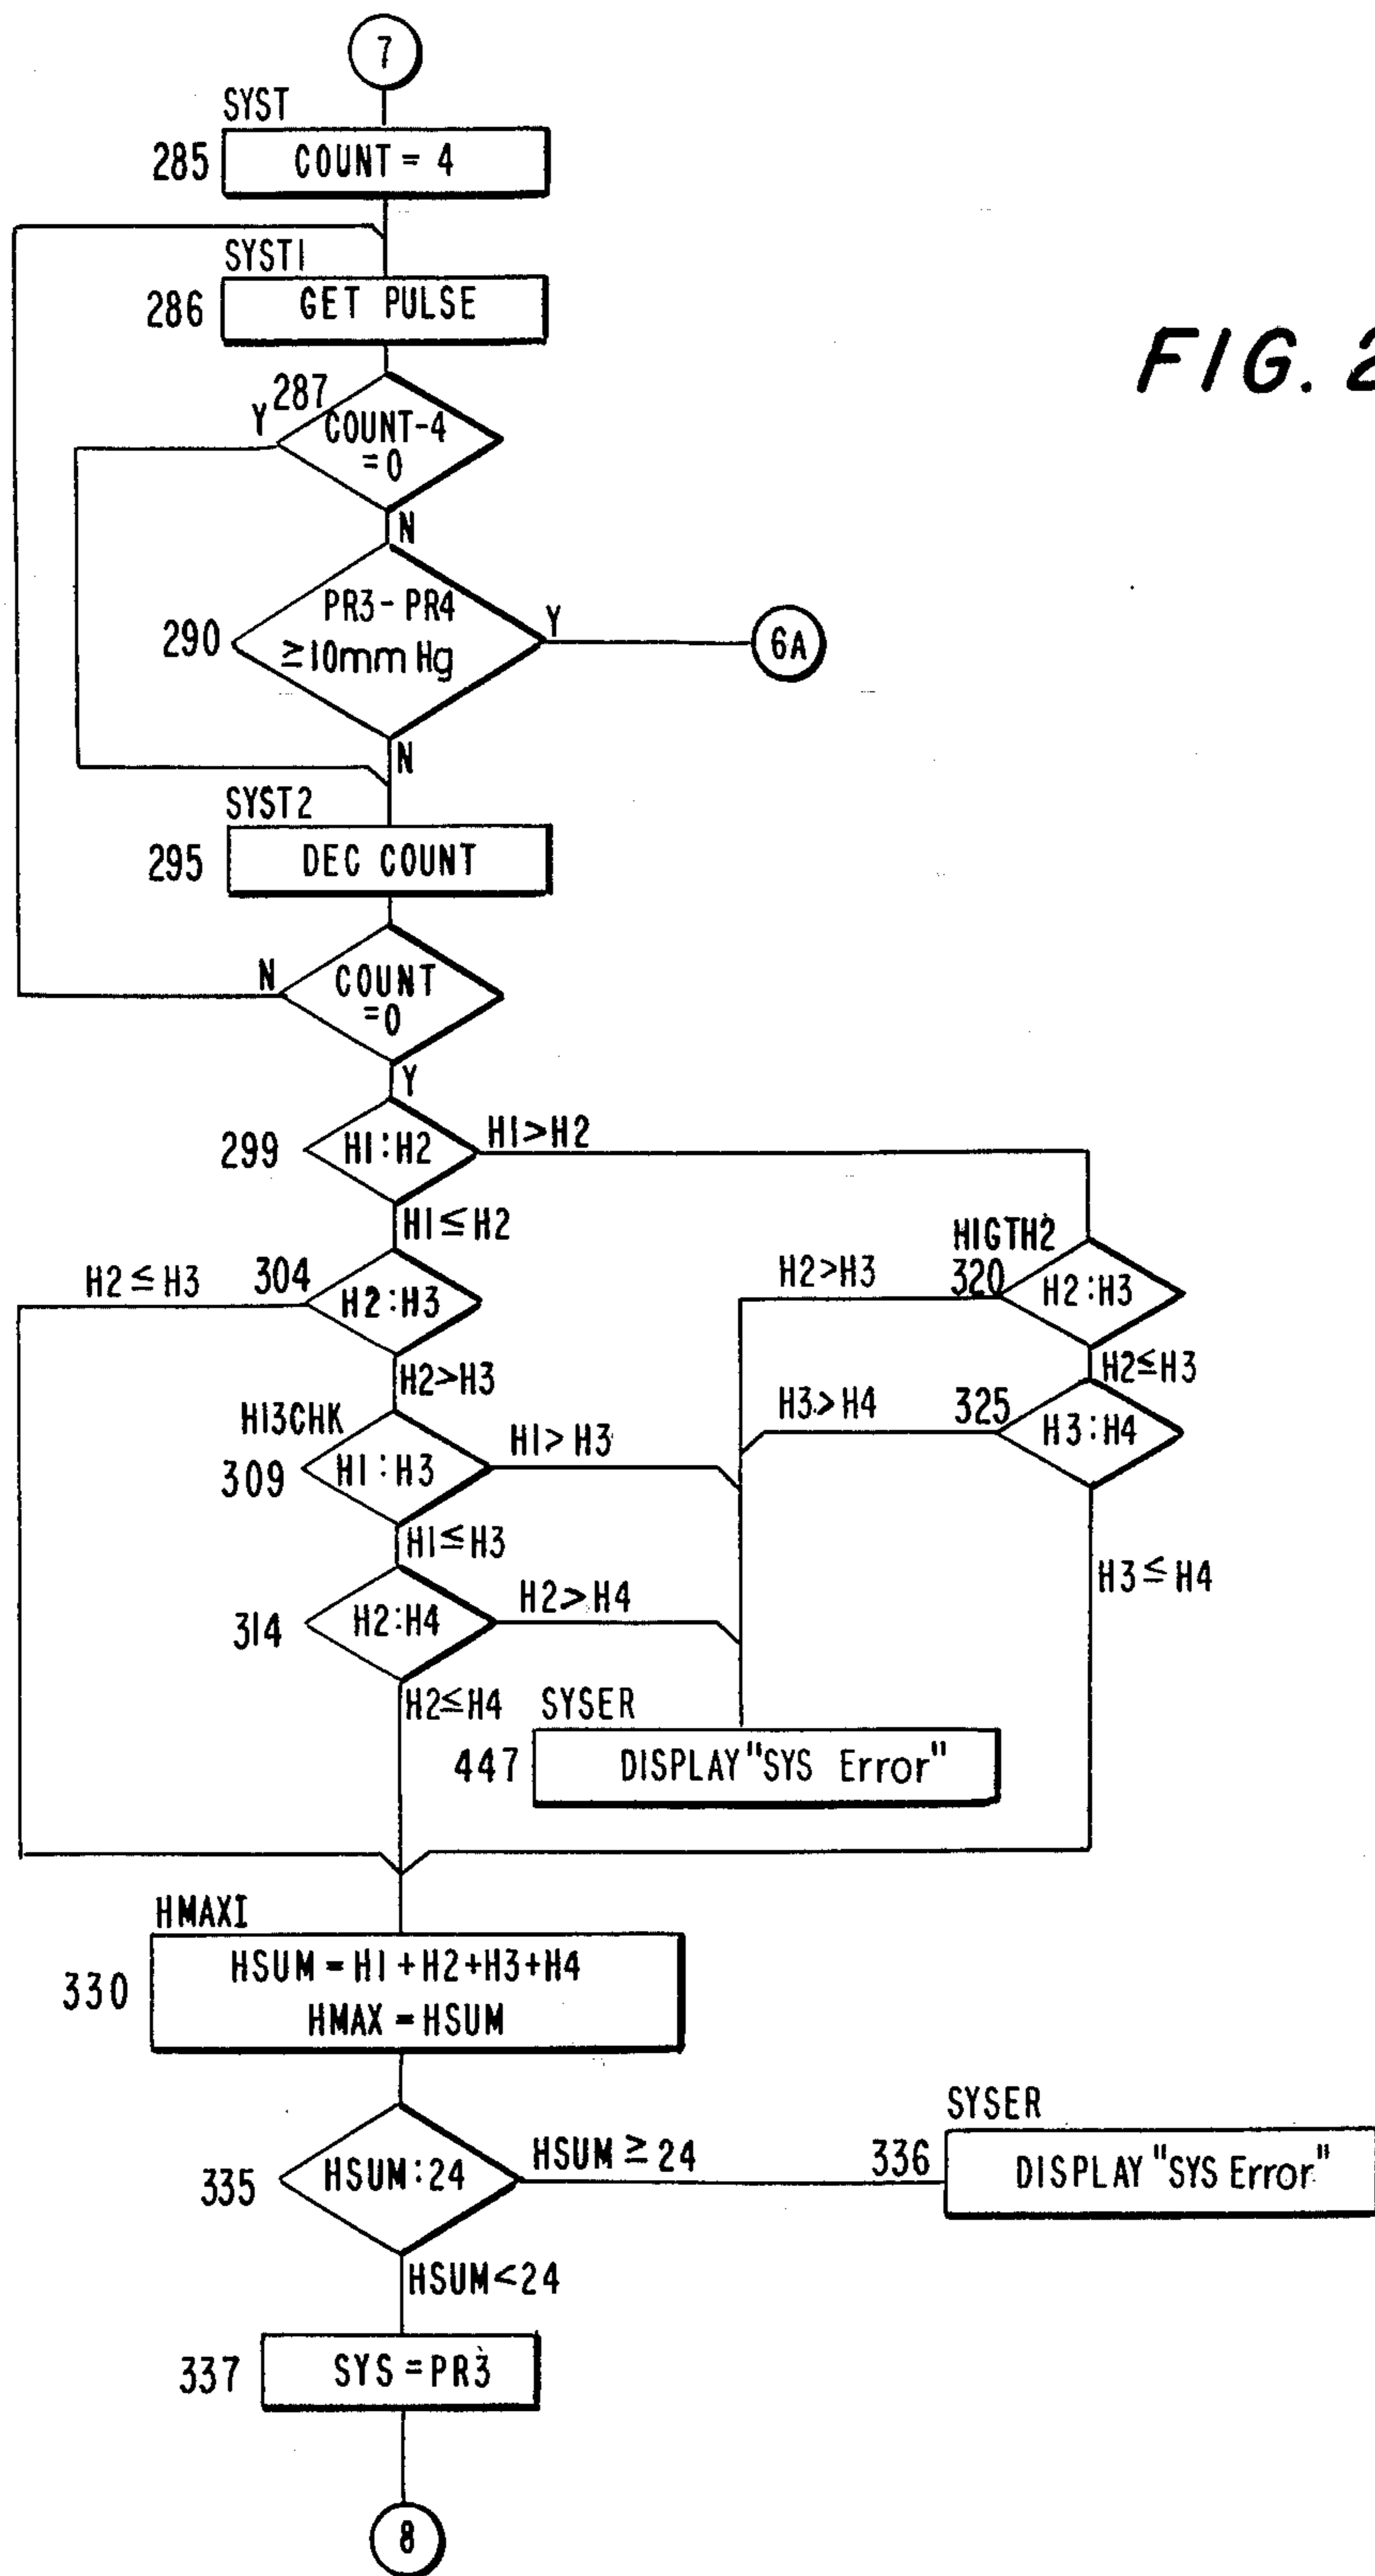 7
SYST
285 COUNT = 4
SYST1
286 GET PULSE
FIG. 2
287
Y
COUNT-4
=0
N
290
PR3-PR4
≥10mm Hg
Y
6A
N
SYST2
295 DEC COUNT
N
COUNT
=0
Y
299 H1:H2 H1>H2
H1≤H2
H2≤H3 304 H2:H3
H2>H3
H1GTH2
H2>H3 320 H2:H3
H2≤H3
H3>H4 325 H3:H4
H3≤H4
H13CHK
309 H1:H3 H1>H3
H1≤H3
314 H2:H4 H2>H4
H2≤H4
SYSER
447 DISPLAY "SYS Error"
HMAXI
330 HSUM = H1+H2+H3+H4
HMAX = HSUM
335 HSUM:24 HSUM ≥ 24
SYSER
336 DISPLAY "SYS Error"
HSUM<24
337 SYS = PR3
8